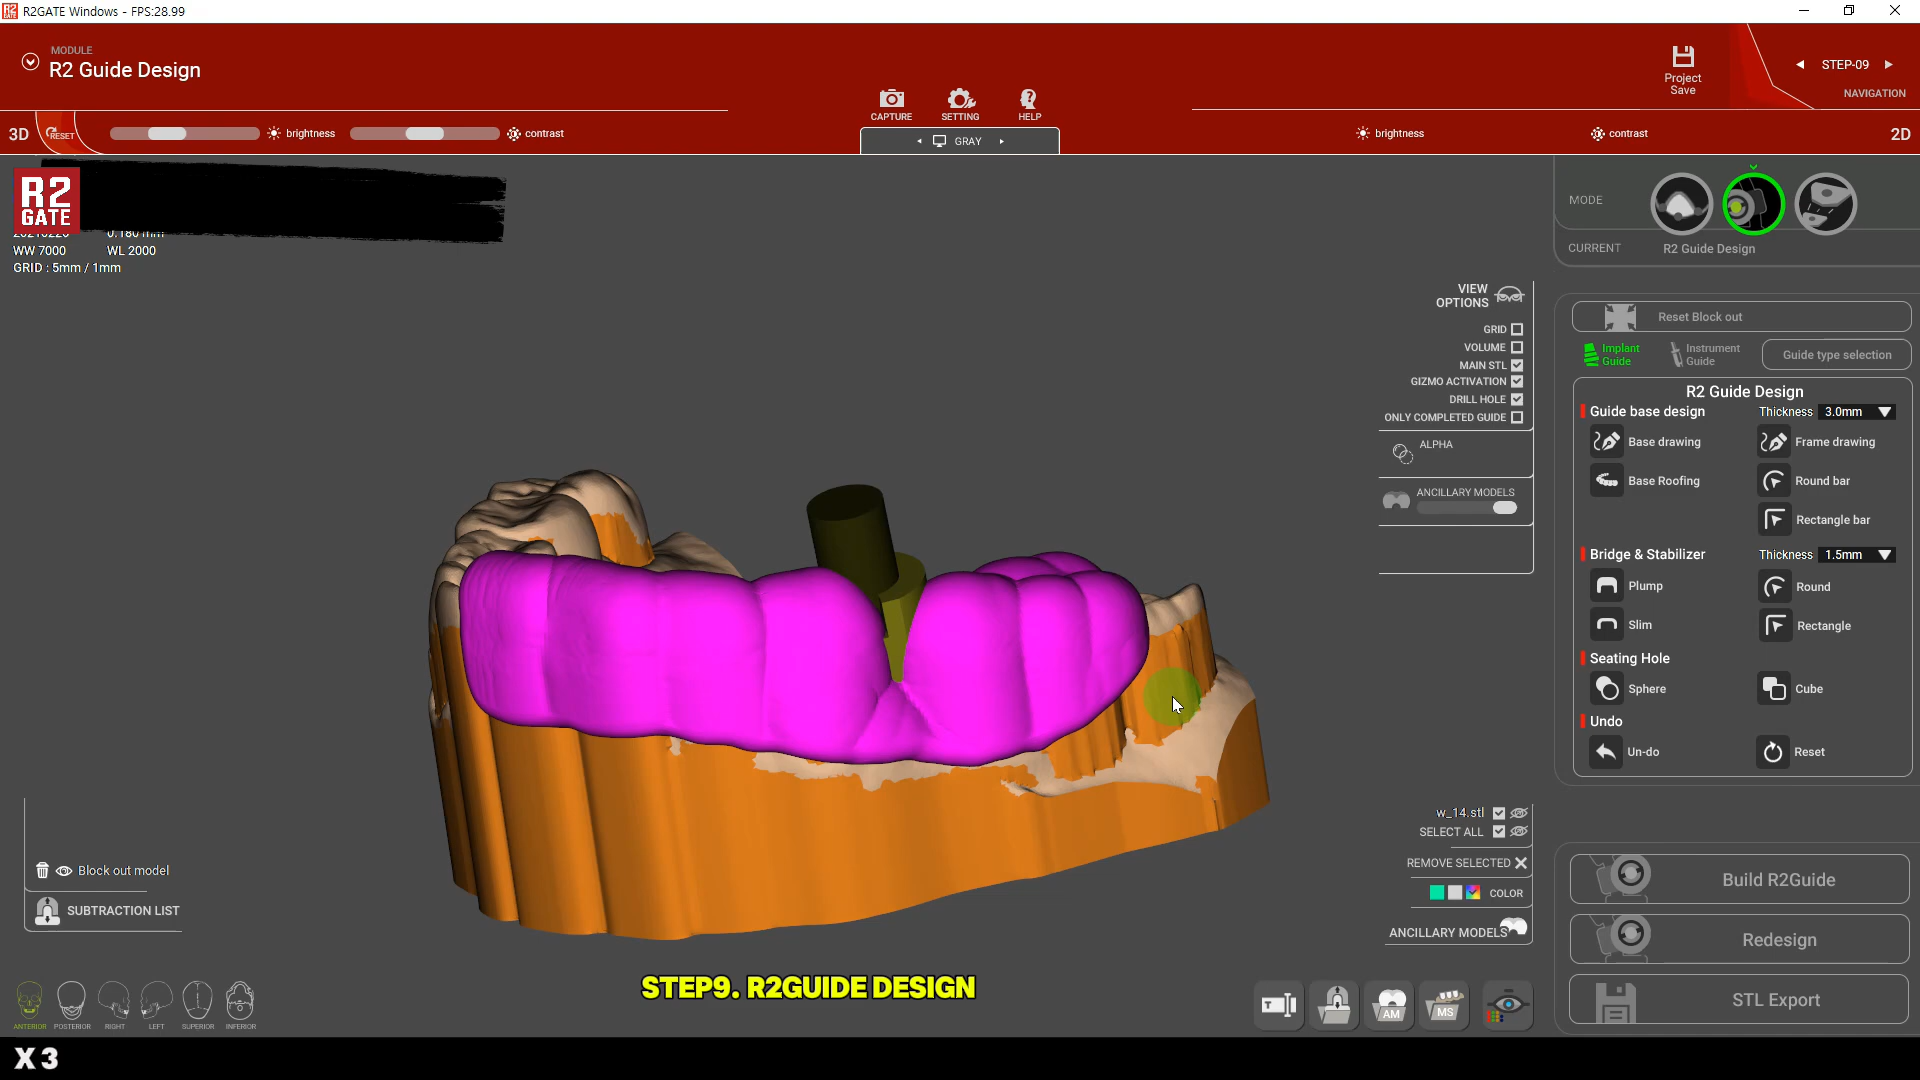 R2GATE Windows - FPS:28.99
MODULE
R2 Guide Design
Project
Save
STEP-09
NAVIGATION
CAPTURE
SETTING
HELP
3D
RESET
brightness
contrast
GRAY
brightness
contrast
2D
R2
GATE
WW 7000
WL 2000
GRID : 5mm / 1mm
MODE
CURRENT
R2 Guide Design
VIEW
OPTIONS
GRID
VOLUME
MAIN STL
GIZMO ACTIVATION
DRILL HOLE
ONLY COMPLETED GUIDE
ALPHA
ANCILLARY MODELS
Reset Block out
Implant
Guide
Instrument
Guide
Guide type selection
R2 Guide Design
Guide base design
Thickness
3.0mm
Base drawing
Frame drawing
Base Roofing
Round bar
Rectangle bar
Bridge & Stabilizer
Thickness
1.5mm
Plump
Round
Slim
Rectangle
Seating Hole
Sphere
Cube
Undo
Un-do
Reset
w_14.stl
SELECT ALL
REMOVE SELECTED
COLOR
ANCILLARY MODELS
Build R2Guide
Redesign
STL Export
Block out model
SUBTRACTION LIST
ANTERIOR
POSTERIOR
RIGHT
LEFT
SUPERIOR
INFERIOR
STEP9. R2GUIDE DESIGN
T
AM
MS
X 3